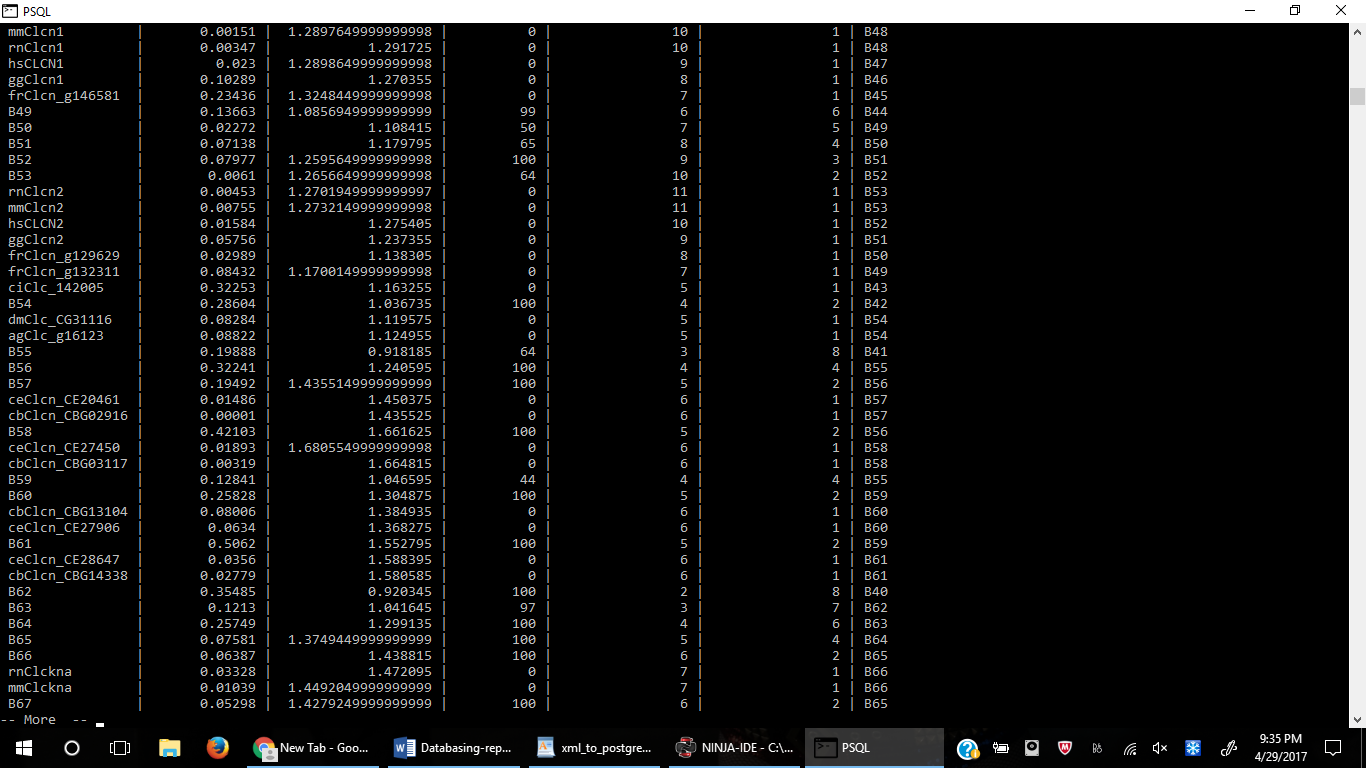 PSQL
mmClcn1 | 0.00151 | 1.2897649999999998 | 0 | 10 | 1 | B48
rnClcn1 | 0.00347 | 1.291725 | 0 | 10 | 1 | B48
hsCLCN1 | 0.023 | 1.2898649999999998 | 0 | 9 | 1 | B47
ggClcn1 | 0.10289 | 1.270355 | 0 | 8 | 1 | B46
frClcn_g146581 | 0.23436 | 1.3248449999999998 | 0 | 7 | 1 | B45
B49 | 0.13663 | 1.0856949999999999 | 99 | 6 | 6 | B44
B50 | 0.02272 | 1.108415 | 50 | 7 | 5 | B49
B51 | 0.07138 | 1.179795 | 65 | 8 | 4 | B50
B52 | 0.07977 | 1.2595649999999998 | 100 | 9 | 3 | B51
B53 | 0.0061 | 1.2656649999999998 | 64 | 10 | 2 | B52
rnClcn2 | 0.00453 | 1.2701949999999997 | 0 | 11 | 1 | B53
mmClcn2 | 0.00755 | 1.2732149999999998 | 0 | 11 | 1 | B53
hsCLCN2 | 0.01584 | 1.275405 | 0 | 10 | 1 | B52
ggClcn2 | 0.05756 | 1.237355 | 0 | 9 | 1 | B51
frClcn_g129629 | 0.02989 | 1.138305 | 0 | 8 | 1 | B50
frClcn_g132311 | 0.08432 | 1.1700149999999998 | 0 | 7 | 1 | B49
ciClc_142005 | 0.32253 | 1.163255 | 0 | 5 | 1 | B43
B54 | 0.28604 | 1.036735 | 100 | 4 | 2 | B42
dmClc_CG31116 | 0.08284 | 1.119575 | 0 | 5 | 1 | B54
agClc_g16123 | 0.08822 | 1.124955 | 0 | 5 | 1 | B54
B55 | 0.19888 | 0.918185 | 64 | 3 | 8 | B41
B56 | 0.32241 | 1.240595 | 100 | 4 | 4 | B55
B57 | 0.19492 | 1.4355149999999999 | 100 | 5 | 2 | B56
ceClcn_CE20461 | 0.01486 | 1.450375 | 0 | 6 | 1 | B57
cbClcn_CBG02916 | 0.00001 | 1.435525 | 0 | 6 | 1 | B57
B58 | 0.42103 | 1.661625 | 100 | 5 | 2 | B56
ceClcn_CE27450 | 0.01893 | 1.6805549999999998 | 0 | 6 | 1 | B58
cbClcn_CBG03117 | 0.00319 | 1.664815 | 0 | 6 | 1 | B58
B59 | 0.12841 | 1.046595 | 44 | 4 | 4 | B55
B60 | 0.25828 | 1.304875 | 100 | 5 | 2 | B59
cbClcn_CBG13104 | 0.08006 | 1.384935 | 0 | 6 | 1 | B60
ceClcn_CE27906 | 0.0634 | 1.368275 | 0 | 6 | 1 | B60
B61 | 0.5062 | 1.552795 | 100 | 5 | 2 | B59
ceClcn_CE28647 | 0.0356 | 1.588395 | 0 | 6 | 1 | B61
cbClcn_CBG14338 | 0.02779 | 1.580585 | 0 | 6 | 1 | B61
B62 | 0.35485 | 0.920345 | 100 | 2 | 8 | B40
B63 | 0.1213 | 1.041645 | 97 | 3 | 7 | B62
B64 | 0.25749 | 1.299135 | 100 | 4 | 6 | B63
B65 | 0.07581 | 1.3749449999999999 | 100 | 5 | 4 | B64
B66 | 0.06387 | 1.438815 | 100 | 6 | 2 | B65
rnClckna | 0.03328 | 1.472095 | 0 | 7 | 1 | B66
mmClckna | 0.01039 | 1.4492049999999999 | 0 | 7 | 1 | B66
B67 | 0.05298 | 1.4279249999999999 | 100 | 6 | 2 | B65
-- More --
New Tab - Goo... Databasing-rep... xml_to_postgre... NINJA-IDE - C:\... PSQL 9:35 PM
4/29/2017